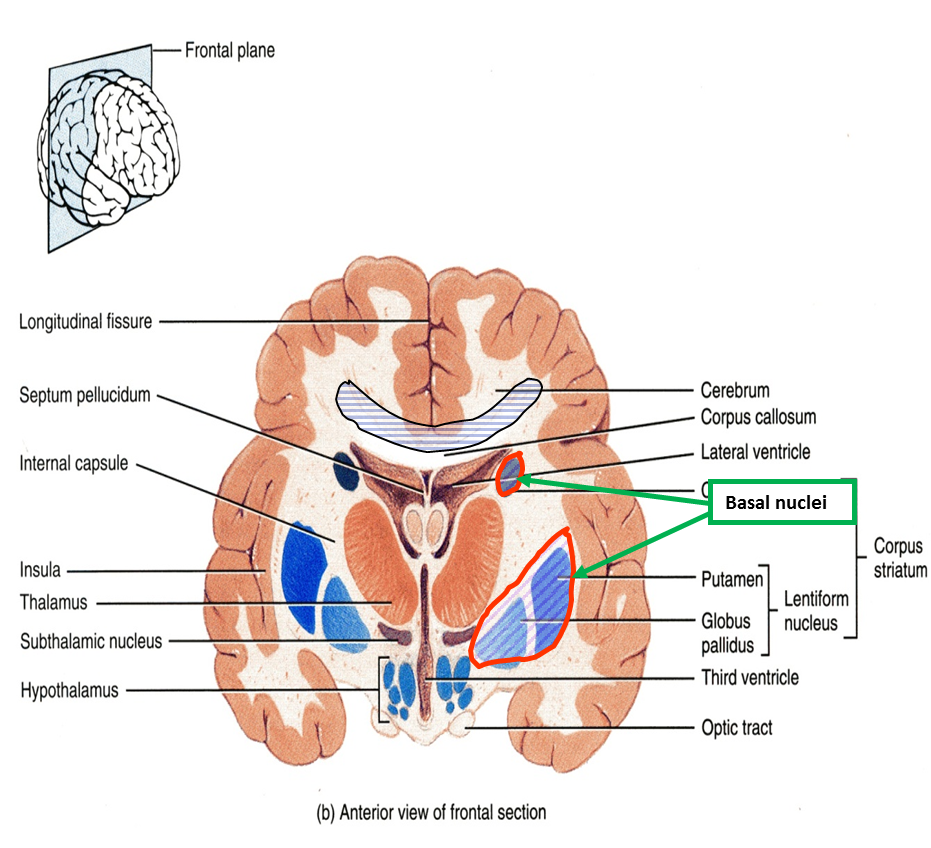 Frontal plane
Longitudinal fissure
Septum pellucidum
Internal capsule
Insula
Thalamus
Subthalamic nucleus
Hypothalamus
Cerebrum
Corpus callosum
Lateral ventricle
Basal nuclei
Corpus
striatum
Putamen
Globus
pallidus
Lentiform
nucleus
Third ventricle
Optic tract
(b) Anterior view of frontal section